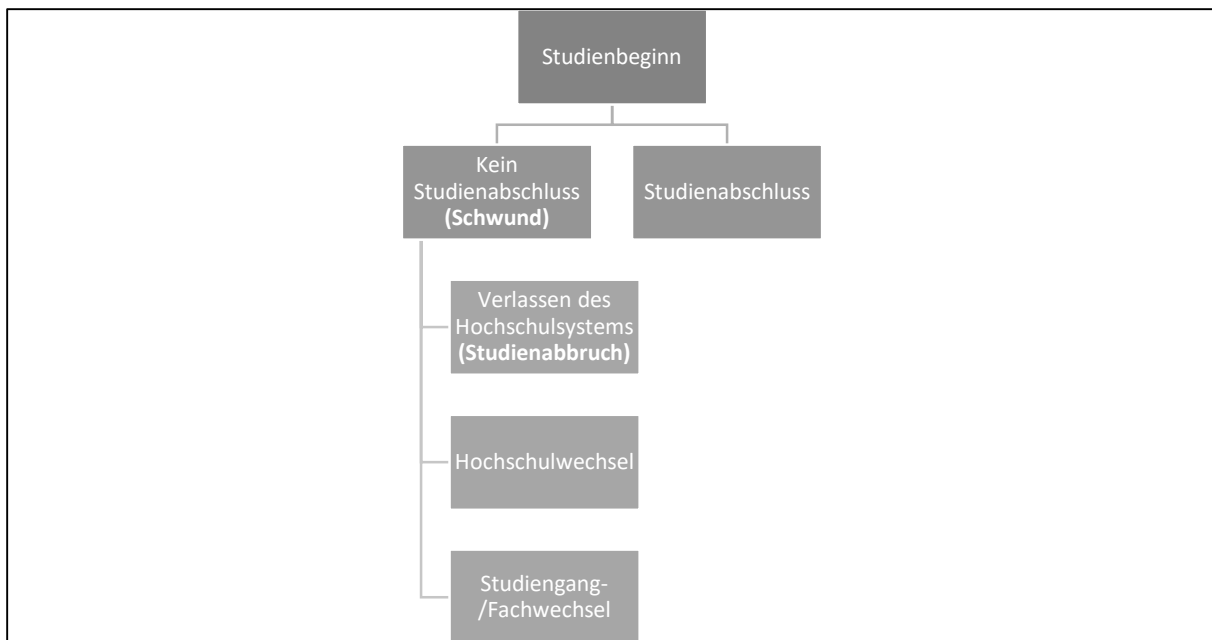 Studienbeginn
Kein
Studienabschluss
(Schwund)
Studienabschluss
Verlassen des
Hochschulsystems
(Studienabbruch)
Hochschulwechsel
Studiengang-
/Fachwechsel